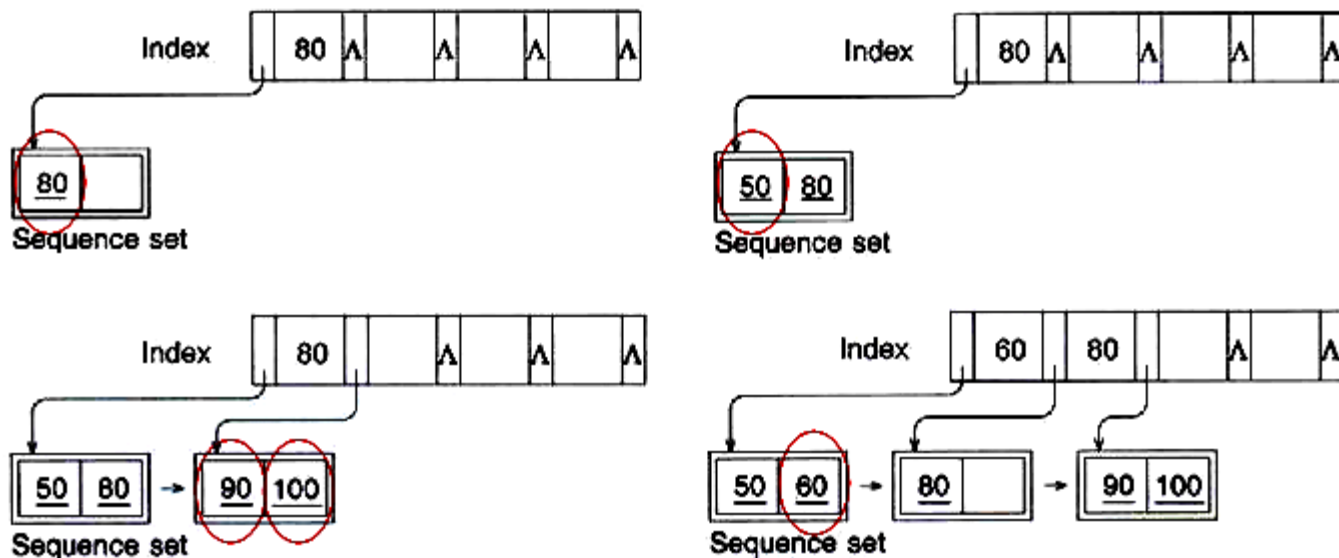 Index 80 Λ Λ Λ Λ
80
Sequence set
Index 80 Λ Λ Λ Λ
50 80
Sequence set
Index 80 Λ Λ Λ
50 80 90 100
Sequence set
Index 60 80 Λ Λ
50 60 80 90 100
Sequence set